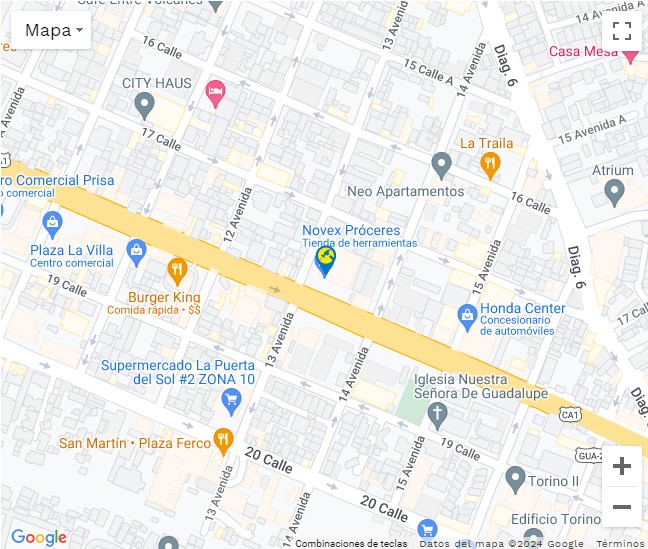 Café Entre Volcanes
Mapa
13 Avenida
16 Calle
15 Calle A
Diag. 6
Casa Mesa
14 Avenida
CITY HAUS
15 Avenida A
13 Avenida
17 Calle
La Traila
Neo Apartamentos
Atrium
16 Calle
ro Comercial Prisa
comercial
12 Avenida
Novex Próceres
Tienda de herramientas
Plaza La Villa
Centro comercial
Diag. 6
15 Avenida
19 Calle
Burger King
Comida rápida • $$
Honda Center
Concesionario
de automóviles
17 Calle
13 Avenida
Supermercado La Puerta
del Sol #2 ZONA 10
14 Avenida
Iglesia Nuestra
Señora De Guadalupe
Diag.
CA1
San Martín • Plaza Ferco
19 Calle
20 Calle
GUA-2
15 Avenida
Torino II
13 Avenida
14 Avenida
20 Calle
Edificio Torino
Google
Combinaciones de teclas
Datos del mapa ©2024 Google
Términos